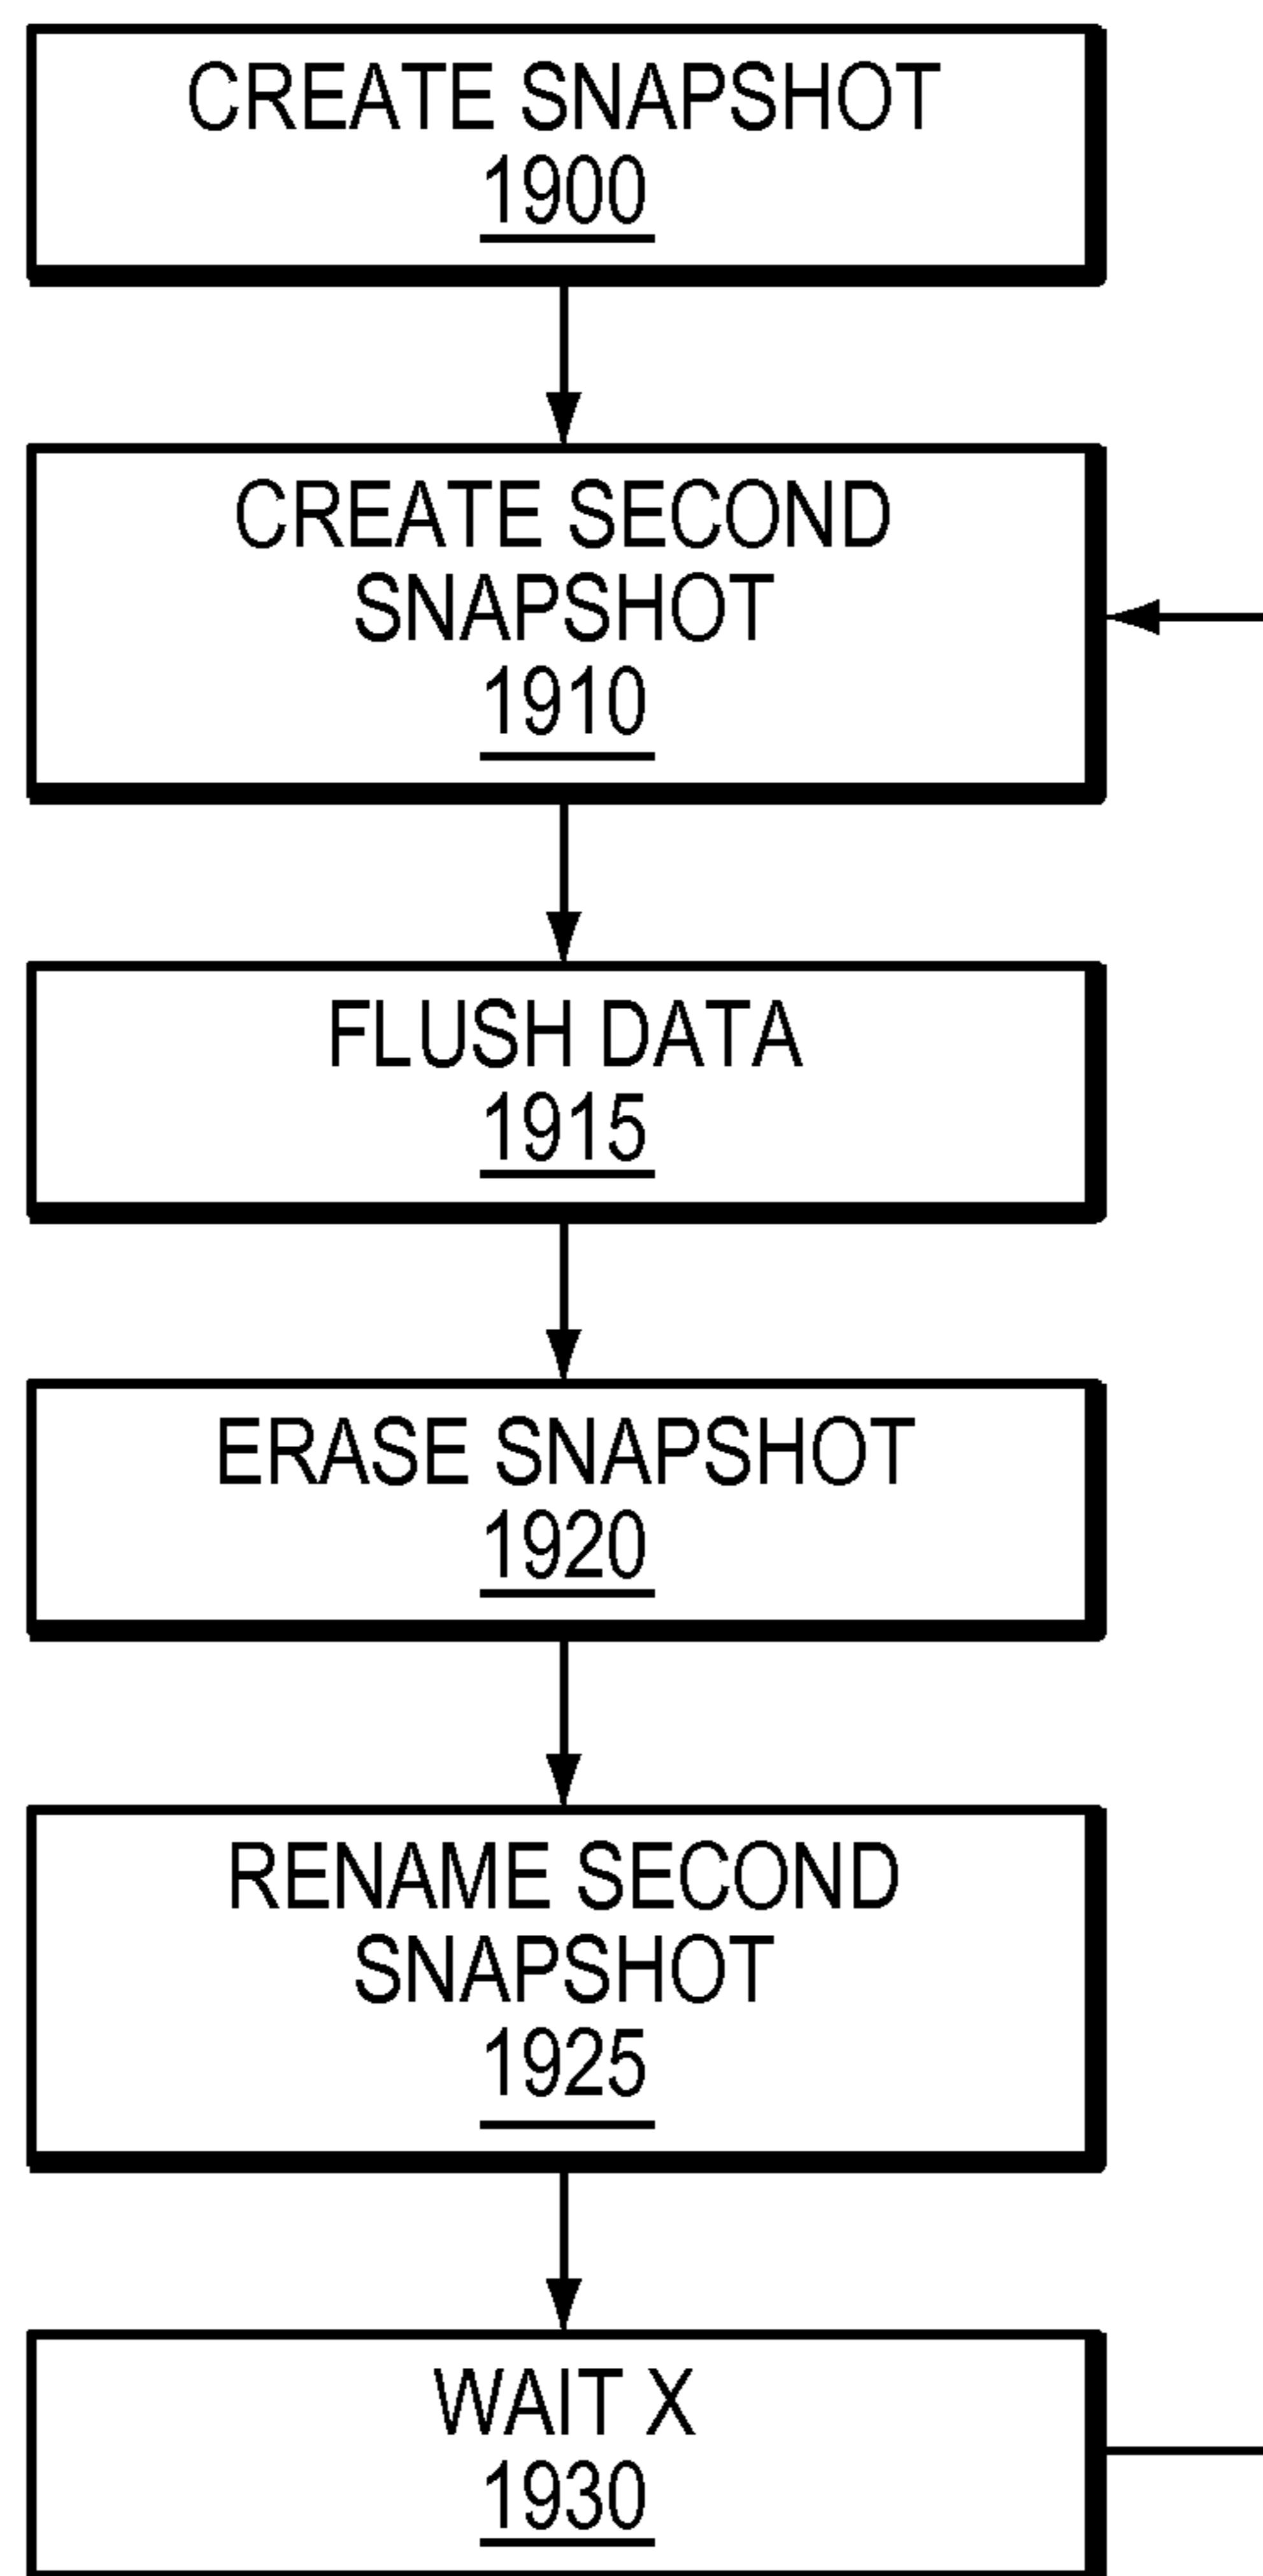 CREATE SNAPSHOT
1900
CREATE SECOND
SNAPSHOT
1910
FLUSH DATA
1915
ERASE SNAPSHOT
1920
RENAME SECOND
SNAPSHOT
1925
WAIT X
1930